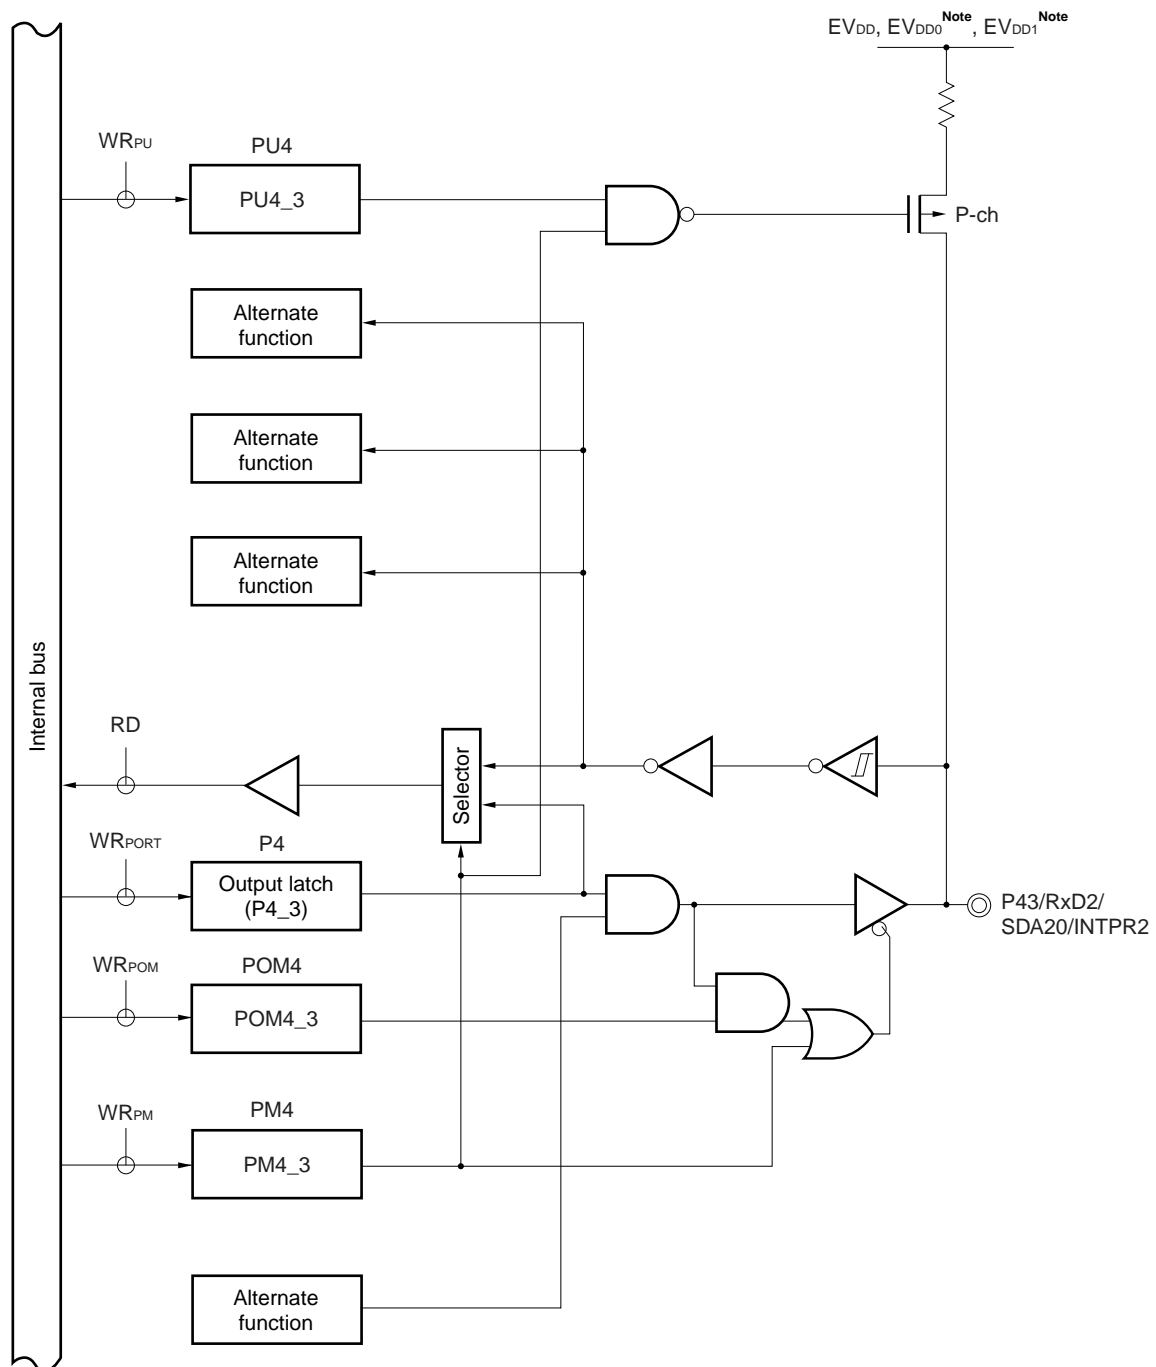 EVDD, EVDD0Note, EVDD1Note
WRPU
PU4
PU4_3
P-ch
Alternate
function
Alternate
function
Alternate
function
Internal bus
RD
Selector
WRPORT
P4
Output latch
(P4_3)
P43/RxD2/
SDA20/INTPR2
WRPOM
POM4
POM4_3
WRPM
PM4
PM4_3
Alternate
function